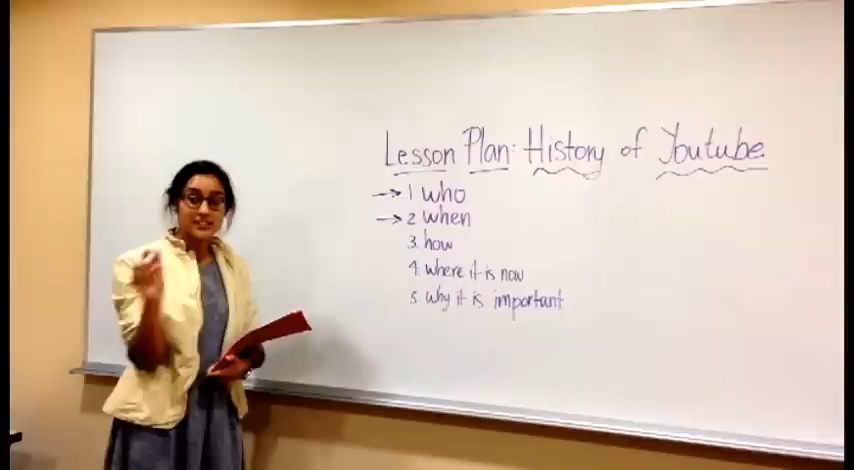 Lesson Plan: History of Youtube
→ 1 who
→ 2 when
3. how
4. where it is now
5. why it is important